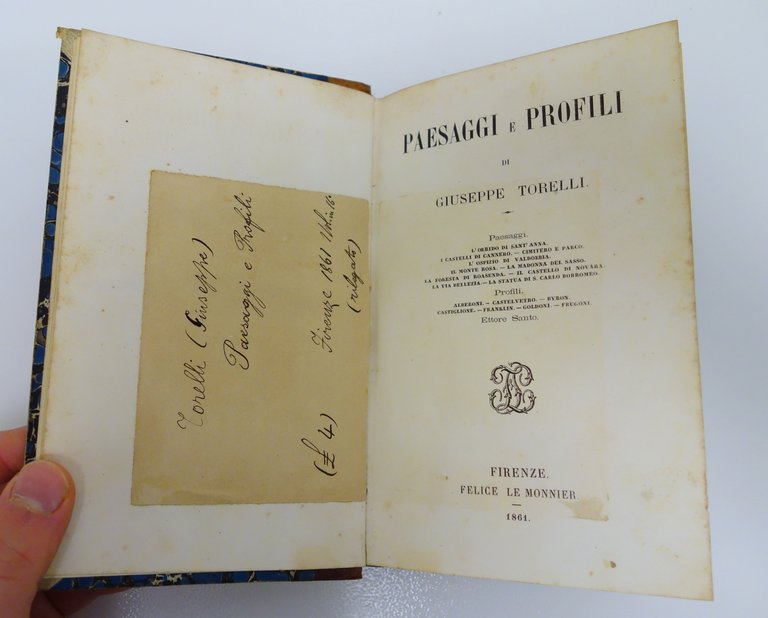 Torelli (Giuseppe)
Paesaggi e Profili
Firenze 1861
(rilegato)
(£ 4)
PAESAGGI E PROFILI
DI
GIUSEPPE TORELLI.
Paesaggi.
L'ORRIDO DI SANT'ANNA.
I CASTELLI DI CANNERO. — CIMITERO E PARCO.
L'OSPIZIO DI VALDOBBIA.
IL MONTE ROSA. — LA MADONNA DEL SASSO.
LA FORESTA DI ROASENDA. — IL CASTELLO DI NOVARA.
LA VIA BELLEZIA. — LA STATUA DI S. CARLO BORROMEO.
Profili.
ALBERONI. — CASTELVETRO. — BYRON.
CASTIGLIONE. — FRANKLIN. — GOLDONI. — FRUGONI.
Ettore Santo.
FIRENZE.
FELICE LE MONNIER
1861.